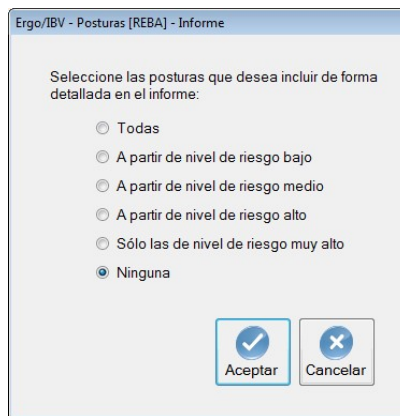 Ergo/IBV - Posturas [REBA] - Informe
Seleccione las posturas que desea incluir de forma
detallada en el informe:
Todas
A partir de nivel de riesgo bajo
A partir de nivel de riesgo medio
A partir de nivel de riesgo alto
Sólo las de nivel de riesgo muy alto
Ninguna
Aceptar
Cancelar